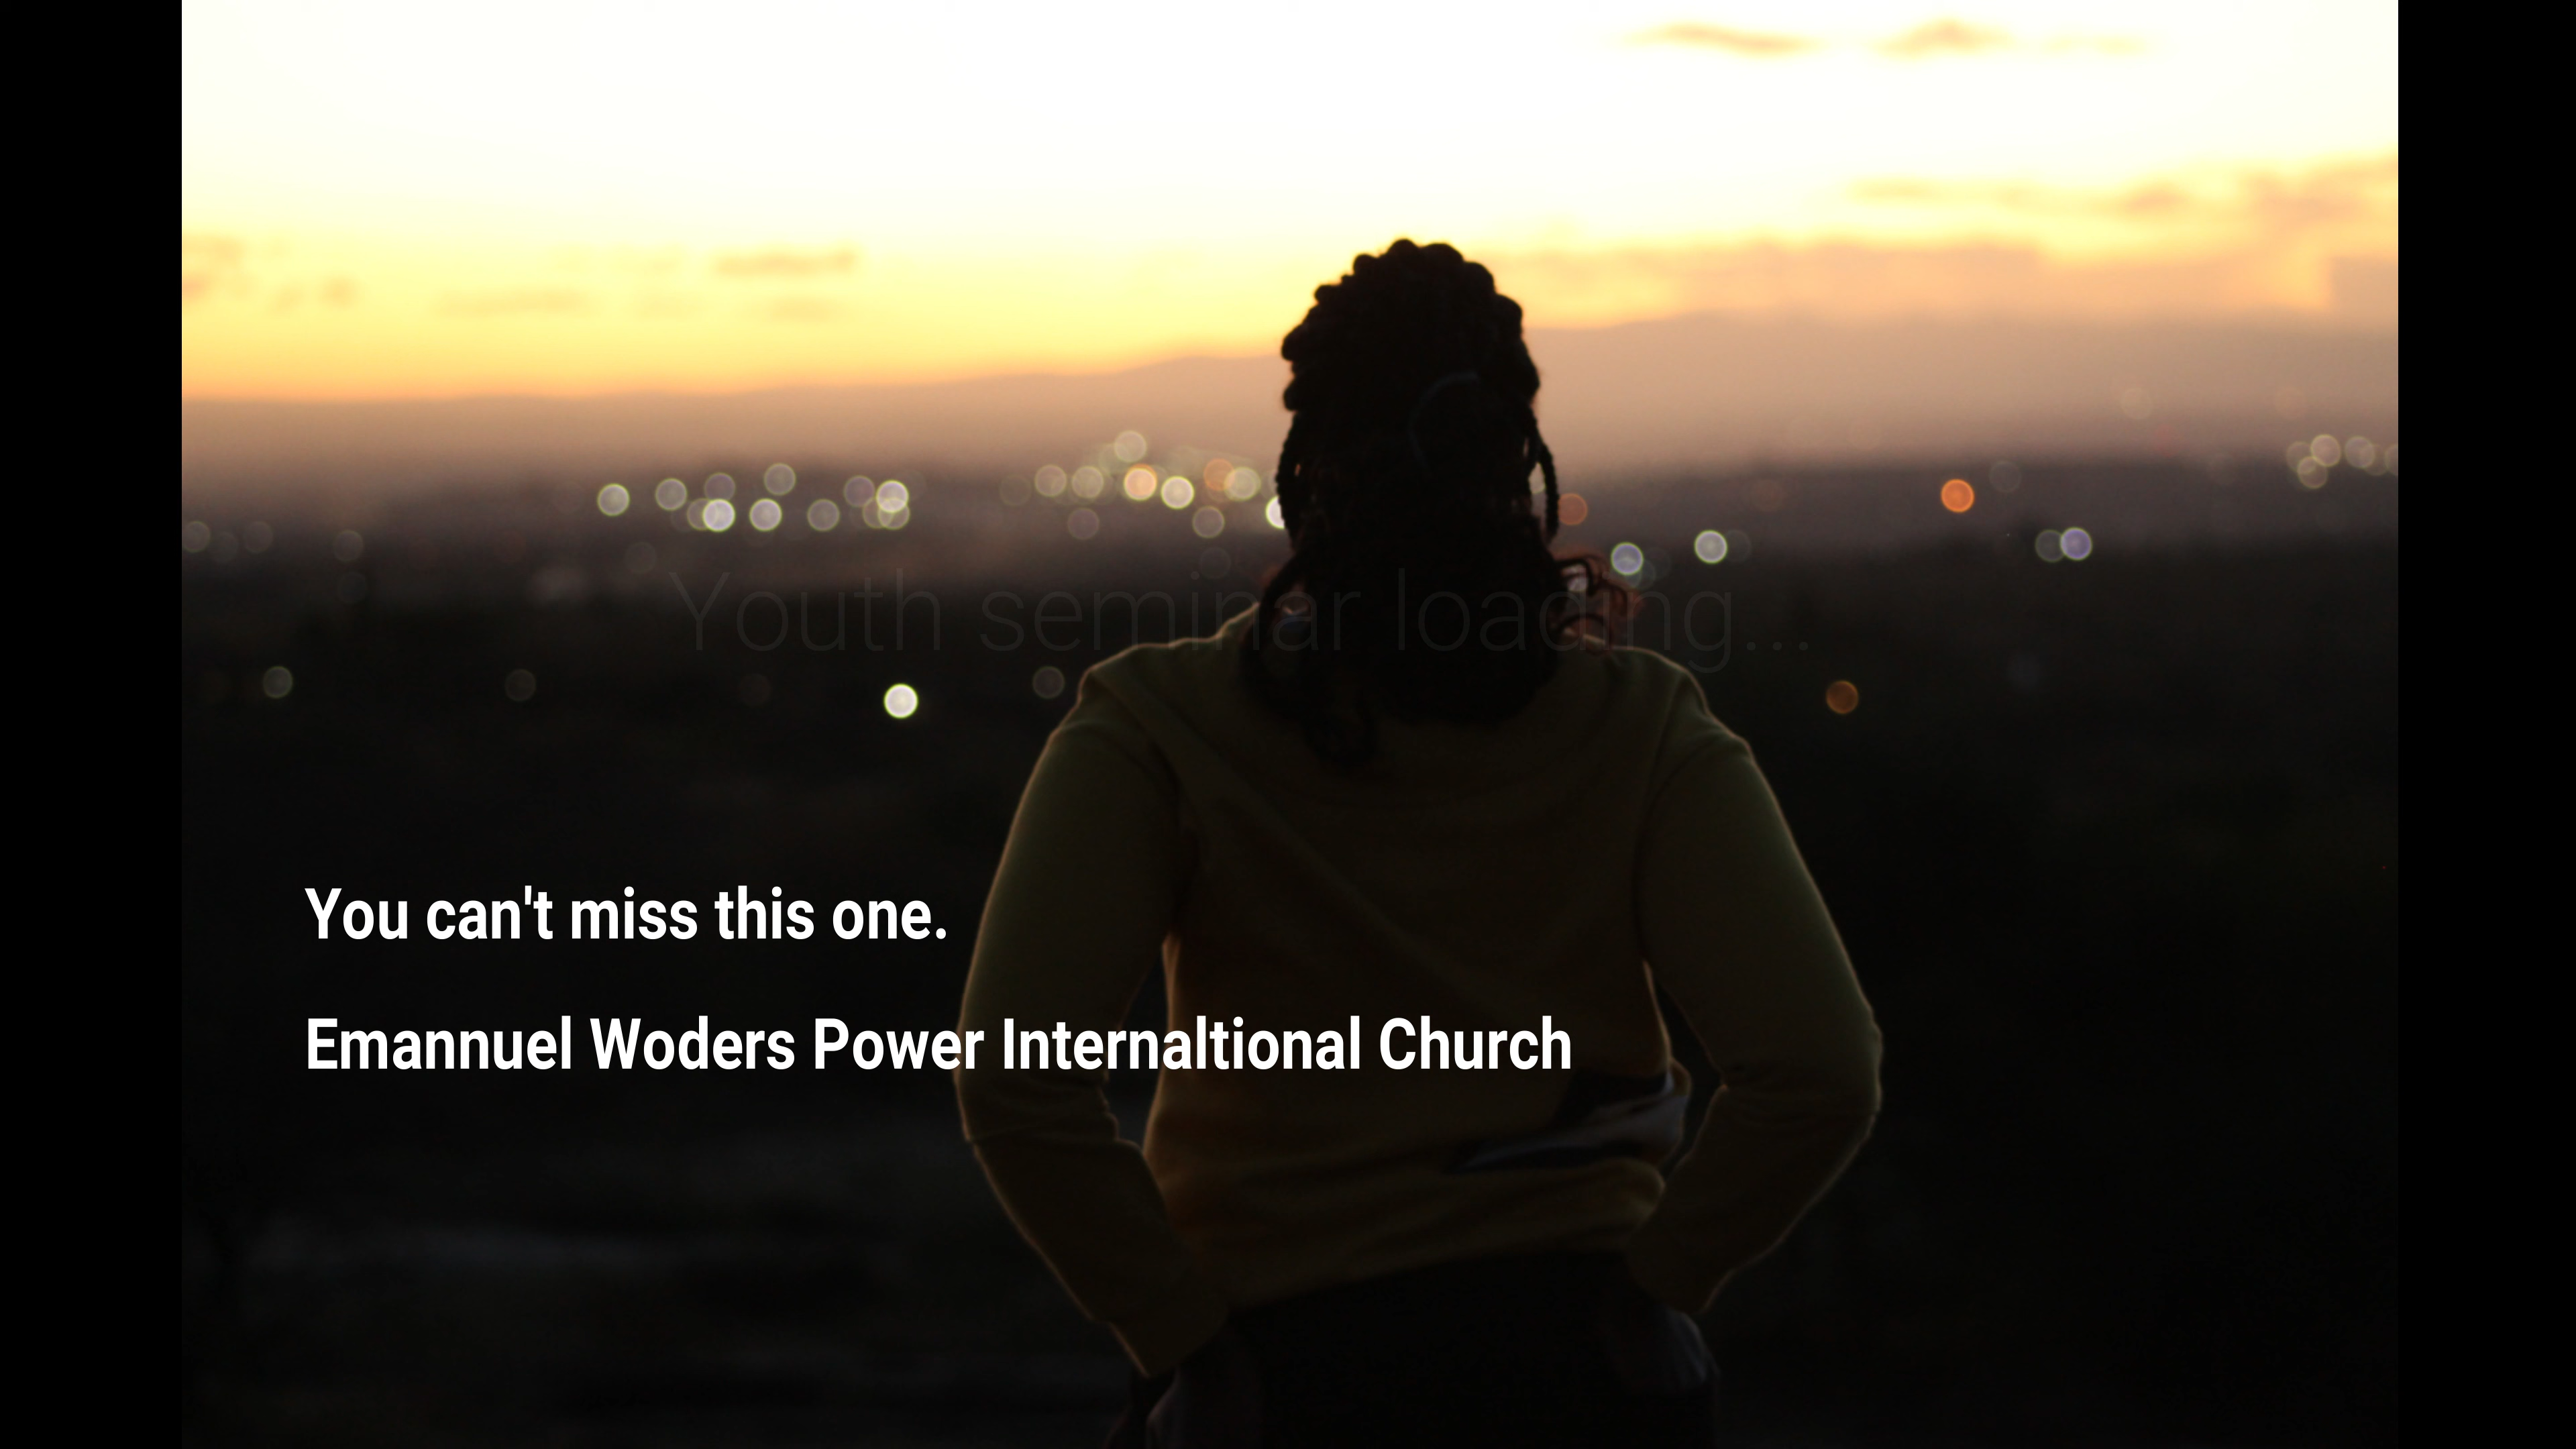 Youth seminar loading...
You can't miss this one.
Emannuel Woders Power Internaltional Church